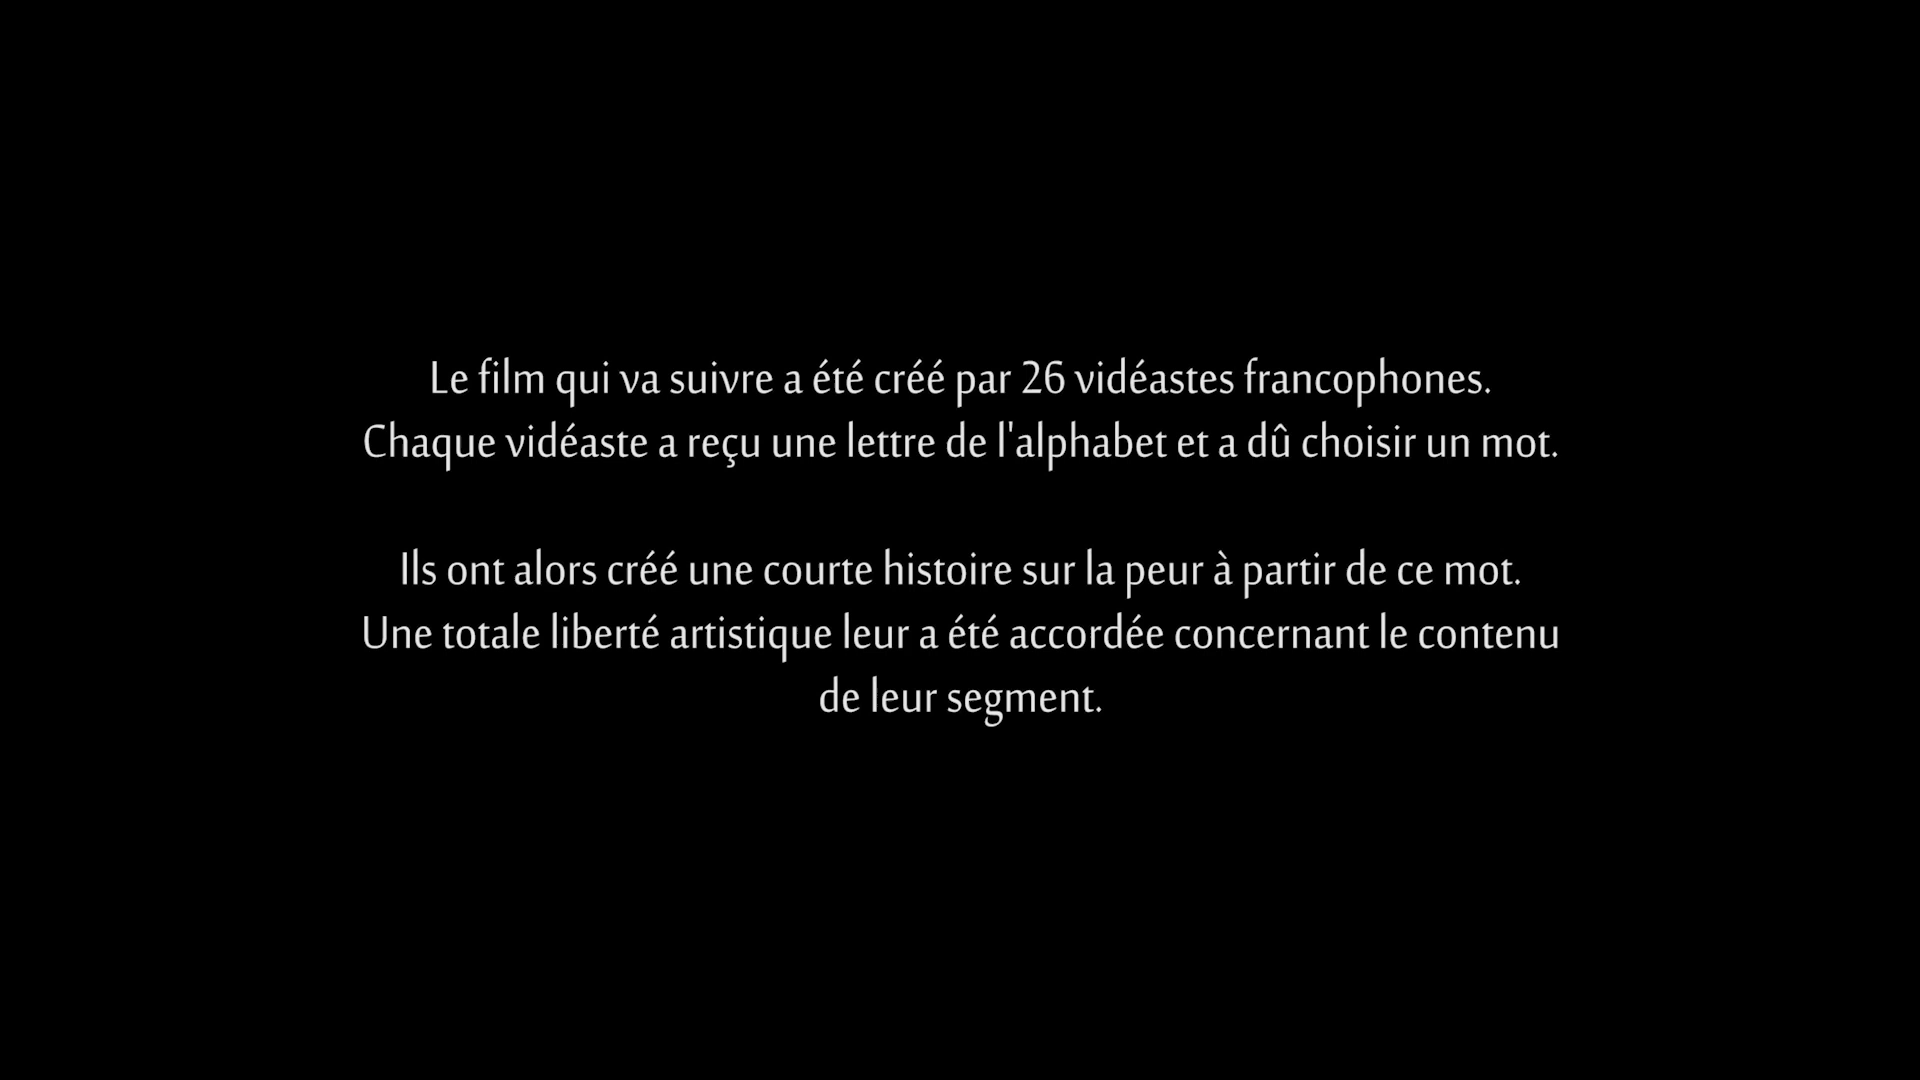 Le film qui va suivre a été créé par 26 vidéastes francophones.
Chaque vidéaste a reçu une lettre de l'alphabet et a dû choisir un mot.
Ils ont alors créé une courte histoire sur la peur à partir de ce mot.
Une totale liberté artistique leur a été accordée concernant le contenu
de leur segment.